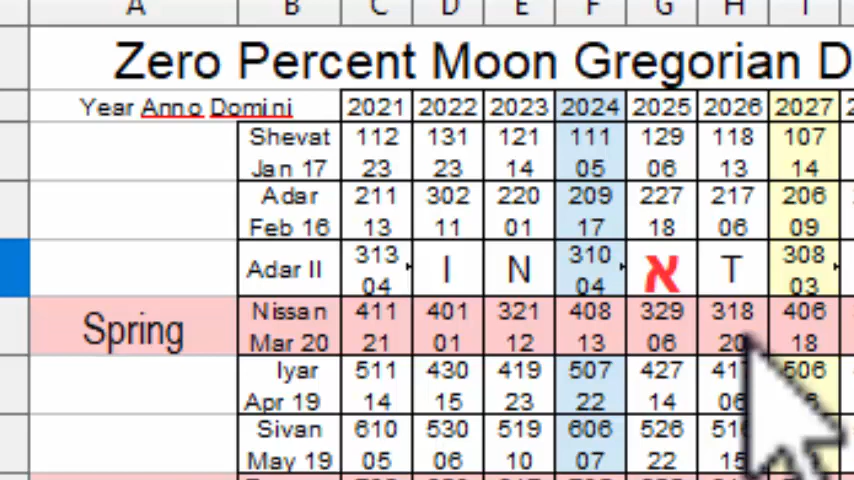 A B C D E F G H
Zero Percent Moon Gregorian D
Year Anno Domini 2021 2022 2023 2024 2025 2026 2027
Shevat 112 131 121 111 129 118 107
Jan 17 23 23 14 05 06 13 14
Adar 211 302 220 209 227 217 206
Feb 16 13 11 01 17 18 06 09
Adar II 313 I N 310 א T 308
04 04 03
Spring Nissan 411 401 321 408 329 318 406
Mar 20 21 01 12 13 06 20 18
Iyar 511 430 419 507 427 506
Apr 19 14 15 23 22 14
Sivan 610 530 519 606 526
May 19 05 06 10 07 22